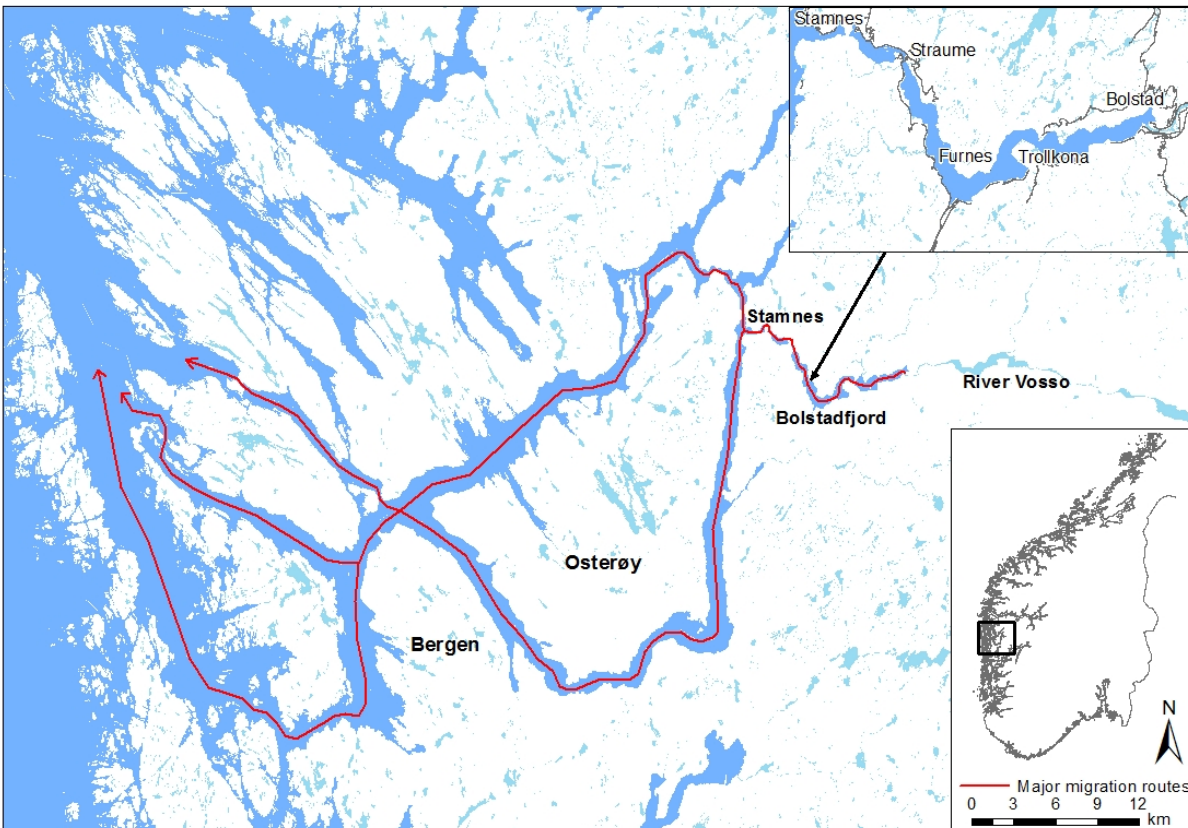 Stamnes
Straume
Bolstad
Furnes
Trollkona
Stamnes
River Vosso
Bolstadfjord
Osterøy
Bergen
N
Major migration routes
0 3 6 9 12
km